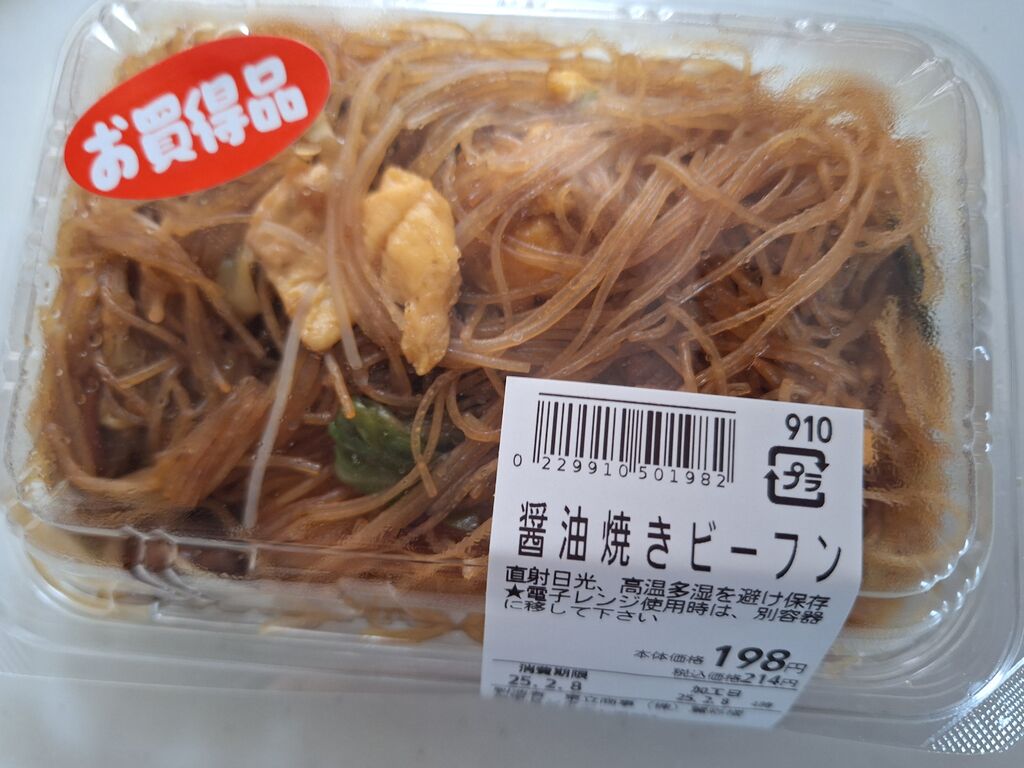 お買得品
910
0 229910 501982
プラ
醤油焼きビーフン
直射日光、高温多湿を避け保存
★電子レンジ使用時は、別容器
に移して下さい
本体価格 198円
税込価格214円
消費期限 加工日
25. 2. 8 25. 2. 8